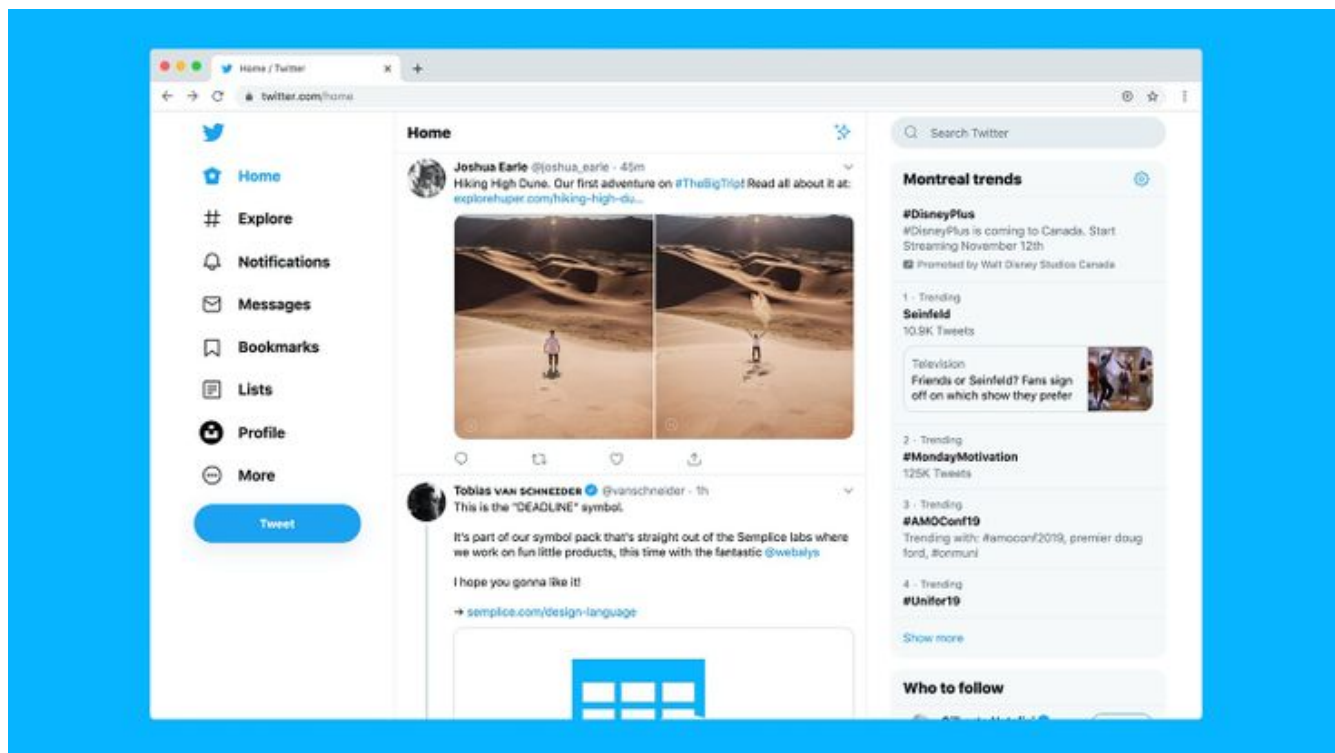 Home / Twitter
twitter.com/home
Home
Explore
Notifications
Messages
Bookmarks
Lists
Profile
More
Tweet
Home
Joshua Earle @joshua_earle · 45m
Hiking High Dune. Our first adventure on #TheBigTrip! Read all about it at:
explorehuper.com/hiking-high-du...
Tobias VAN SCHNEIDER @vanschneider · 1h
This is the "DEADLINE" symbol.
It's part of our symbol pack that's straight out of the Semplice labs where
we work on fun little products, this time with the fantastic @webalys
I hope you gonna like it!
→ semplice.com/design-language
Search Twitter
Montreal trends
#DisneyPlus
#DisneyPlus is coming to Canada. Start
Streaming November 12th
Promoted by Walt Disney Studios Canada
1 · Trending
Seinfeld
10.9K Tweets
Television
Friends or Seinfeld? Fans sign
off on which show they prefer
2 · Trending
#MondayMotivation
125K Tweets
3 · Trending
#AMOConf19
Trending with: #amoconf2019, premier doug
ford, #onmuni
4 · Trending
#Unifor19
Show more
Who to follow